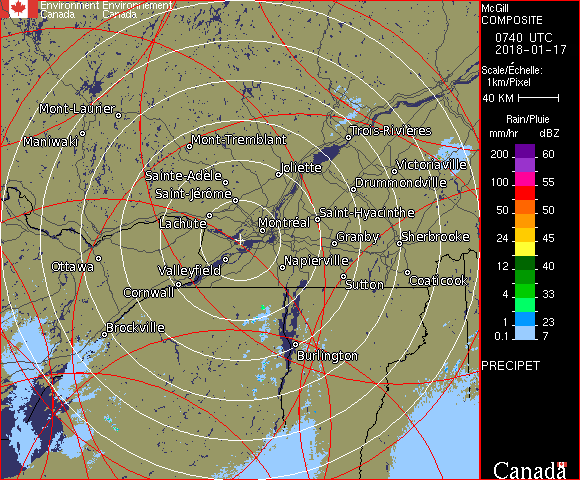 Environment Environnement
Canada Canada
McGill
COMPOSITE
0740 UTC
2018-01-17
Scale/Échelle:
1km/Pixel
40 KM
Rain/Pluie
mm/hr dBZ
200 60
100 55
50 50
24 45
12 40
4 33
1 23
0.1 7
PRECIPET
Canada
Mont-Laurier
Maniwaki
Mont-Tremblant
Trois-Rivières
Sainte-Adèle
Joliette
Victoriaville
Saint-Jérôme
Drummondville
Lachute
Montréal
Saint-Hyacinthe
Granby
Sherbrooke
Ottawa
Valleyfield
Napierville
Cornwall
Sutton
Coaticook
Brockville
Burlington